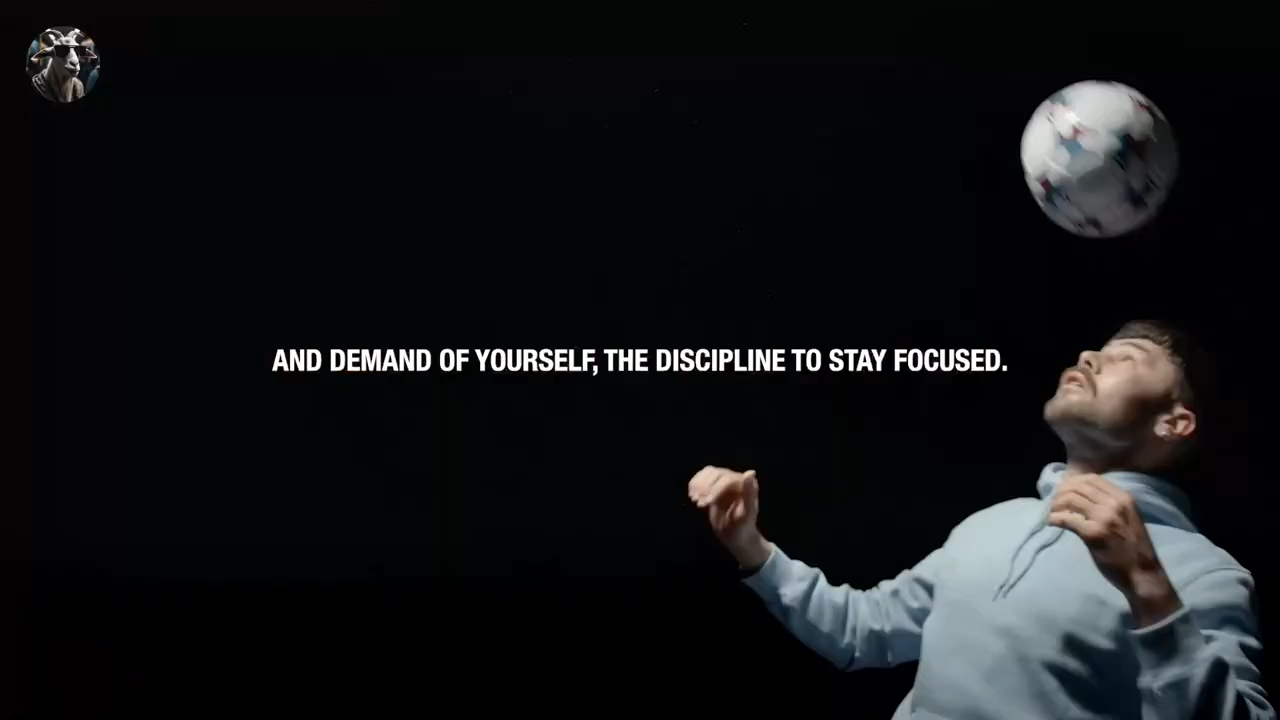 AND DEMAND OF YOURSELF, THE DISCIPLINE TO STAY FOCUSED.